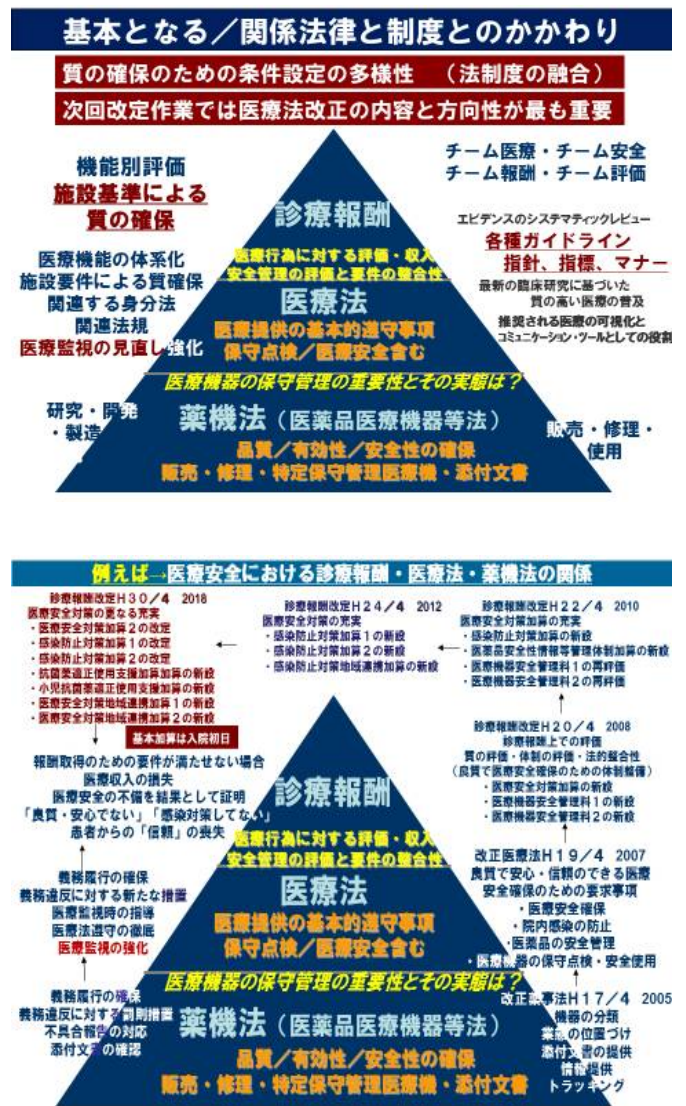 基本となる/関係法律と制度とのかかわり
質の確保のための条件設定の多様性 (法制度の融合)
次回改定作業では医療法改正の内容と方向性が最も重要
機能別評価
施設基準による
質の確保
医療機能の体系化
施設要件による質確保
関連する身分法
関連法規
医療監視の見直し強化
研究・開発
・製造
チーム医療・チーム安全
チーム報酬・チーム評価
エビデンスのシステマティックレビュー
各種ガイドライン
指針、指標、マナー
最新の臨床研究に基づいた
質の高い医療の普及
推奨される医療の可視化と
コミュニケーション・ツールとしての役割
販売・修理・
使用
診療報酬
医療行為に対する評価・収入
安全管理の評価と要件の整合性
医療法
医療提供の基本的遵守事項
保守点検/医療安全含む
医療機器の保守管理の重要性とその実態は?
薬機法(医薬品医療機器等法)
品質/有効性/安全性の確保
販売・修理・特定保守管理医療機・添付文書
例えば→医療安全における診療報酬・医療法・薬機法の関係
診療報酬改定H30/4 2018
医療安全対策の更なる充実
・医療安全対策加算2の改定
・感染防止対策加算1の改定
・感染防止対策加算2の改定
・抗菌薬適正使用支援加算加算の新設
・小児抗菌薬適正使用支援加算の新設
・医療安全対策地域連携加算1の新設
・医療安全対策地域連携加算2の新設
基本加算は入院初日
診療報酬改定H24/4 2012
医療安全対策の充実
・感染防止対策加算1の新設
・感染防止対策加算2の新設
・感染防止対策地域連携加算の新設
診療報酬改定H22/4 2010
医療安全対策加算の充実
・感染防止対策加算の新設
・医薬品安全性情報等管理体制加算の新設
・医療機器安全管理科1の再評価
・医療機器安全管理科2の再評価
診療報酬改定H20/4 2008
診療報酬上での評価
質の評価・体制の評価・法的整合性
(良質で医療安全確保のための体制整備)
・医療安全対策加算の新設
・医療機器安全管理科1の新設
・医療機器安全管理科2の新設
改正医療法H19/4 2007
良質で安心・信頼のできる医療
安全確保のための要求事項
・医療安全確保
・院内感染の防止
・医薬品の安全管理
・医療機器の保守点検・安全使用
改正薬事法H17/4 2005
機器の分類
業態の位置づけ
添付文書の提供
情報提供
トラッキング
報酬取得のための要件が満たせない場合
医療収入の損失
医療安全の不備を結果として証明
「良質・安心でない」「感染対策してない」
患者からの「信頼」の喪失
義務履行の確保
義務違反に対する新たな措置
医療監視時の指導
医療法遵守の徹底
医療監視の強化
義務履行の確保
義務違反に対する罰則措置
不具合報告の対応
添付文書の確認
診療報酬
医療行為に対する評価・収入
安全管理の評価と要件の整合性
医療法
医療提供の基本的遵守事項
保守点検/医療安全含む
医療機器の保守管理の重要性とその実態は?
薬機法(医薬品医療機器等法)
品質/有効性/安全性の確保
販売・修理・特定保守管理医療機・添付文書